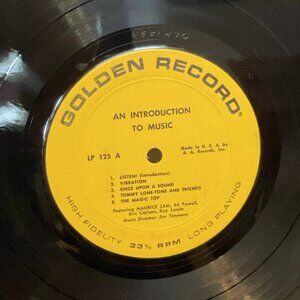 GOLDEN RECORD®
AN INTRODUCTION
TO MUSIC
LP 125 A
Made in U. S. A. by
A. A. Records, Inc.
1. LISTEN! (Introduction)
2. VIBRATION
3. ONCE UPON A SOUND
4. TOMMY LONG-TONE AND FRIENDS
5. THE MAGIC TOP
Featuring MAURICE ZAM, Ed Powell,
Eric Carlson, Kay Lande
Music Director: Jim Timmens
HIGH FIDELITY 33⅓ RPM LONG PLAYING